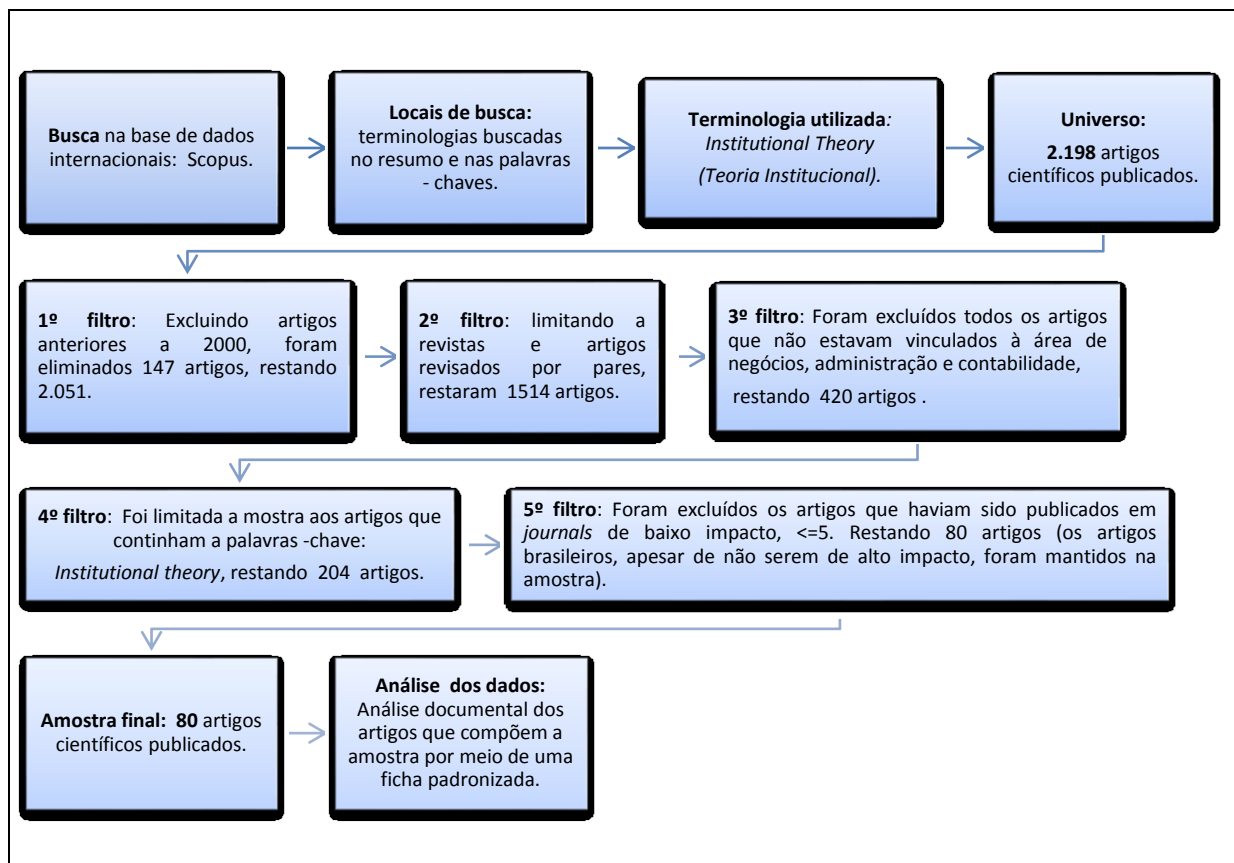 Busca na base de dados
internacionais: Scopus.
Locais de busca:
terminologias buscadas
no resumo e nas palavras
- chaves.
Terminologia utilizada:
Institutional Theory
(Teoria Institucional).
Universo:
2.198 artigos
científicos publicados.
1º filtro: Excluindo artigos
anteriores a 2000, foram
eliminados 147 artigos, restando
2.051.
2º filtro: limitando a
revistas e artigos
revisados por pares,
restaram 1514 artigos.
3º filtro: Foram excluídos todos os artigos
que não estavam vinculados à área de
negócios, administração e contabilidade,
restando 420 artigos .
4º filtro: Foi limitada a mostra aos artigos que
continham a palavras -chave:
Institutional theory, restando 204 artigos.
5º filtro: Foram excluídos os artigos que haviam sido publicados em
journals de baixo impacto, <=5. Restando 80 artigos (os artigos
brasileiros, apesar de não serem de alto impacto, foram mantidos na
amostra).
Amostra final: 80 artigos
científicos publicados.
Análise dos dados:
Análise documental dos
artigos que compõem a
amostra por meio de uma
ficha padronizada.